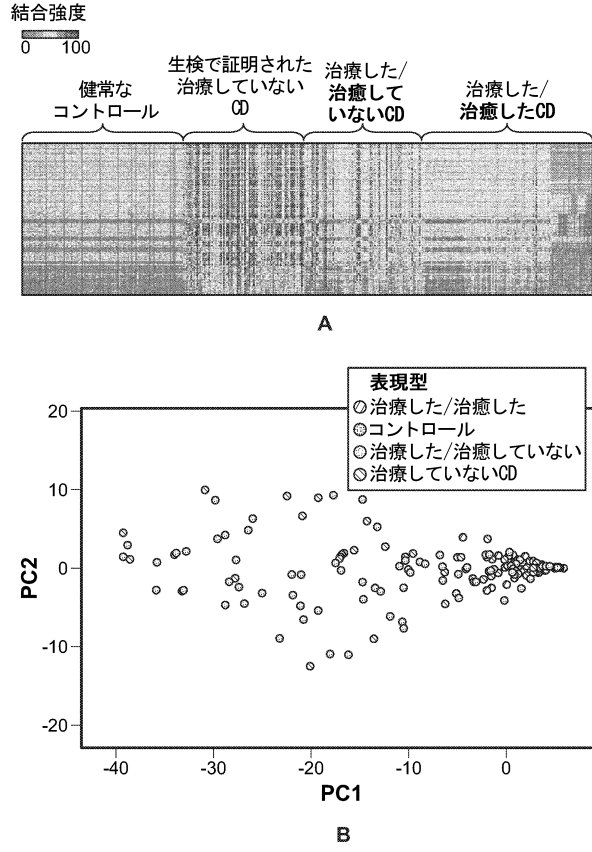 結合強度
0 100
健常な
コントロール
生検で証明された
治療していない
CD
治療した/
治癒して
いないCD
治療した/
治癒したCD
A
表現型
治療した/治癒した
コントロール
治療した/治癒していない
治療していないCD
20
10
0
-10
-20
PC2
-40 -30 -20 -10 0
PC1
B